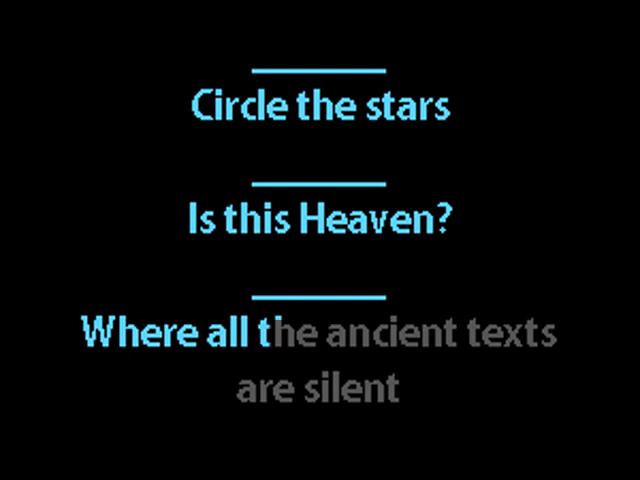 Circle the stars
Is this Heaven?
Where all the ancient texts
are silent